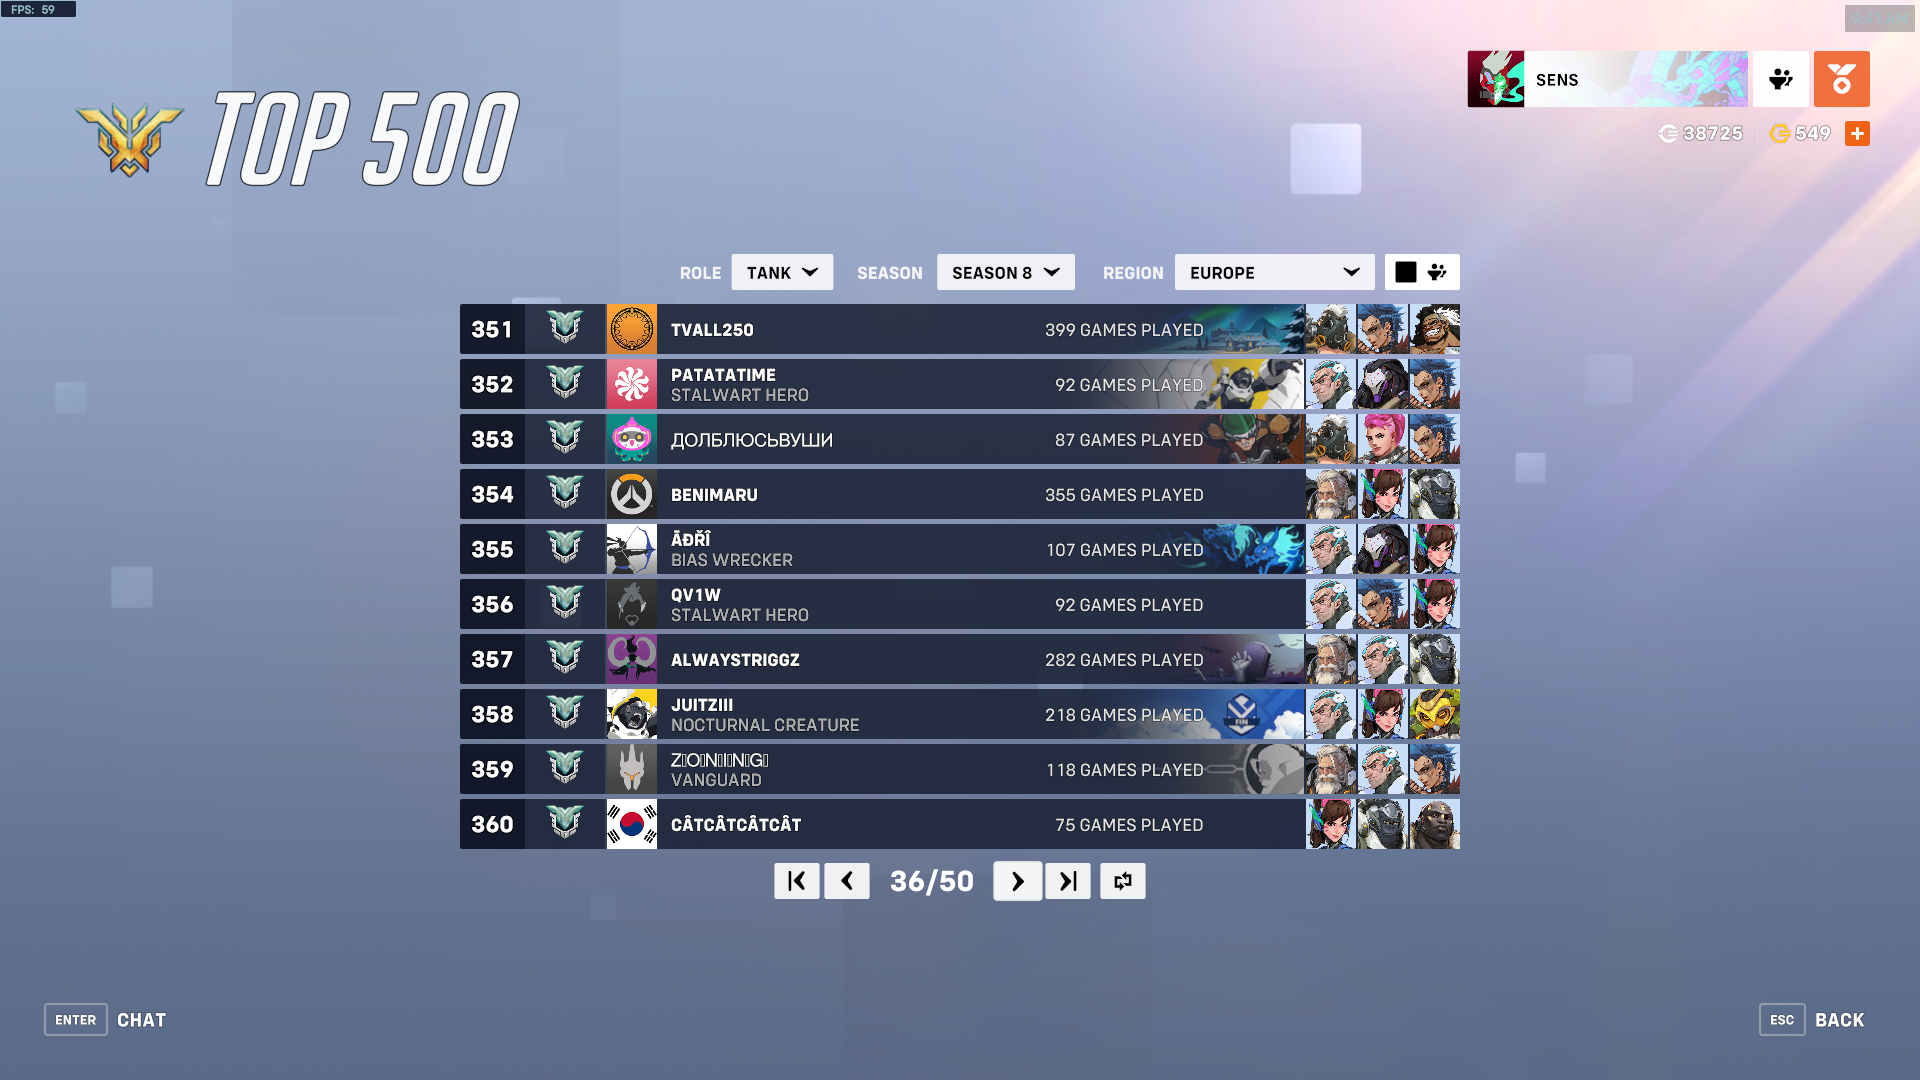 FPS: 59
TOP 500
SENS
38725
549
ROLE TANK SEASON SEASON 8 REGION EUROPE
351 TVALL250 399 GAMES PLAYED
352 PATATATIME 92 GAMES PLAYED
STALWART HERO
353 ДОЛБЛЮСЬВУШИ 87 GAMES PLAYED
354 BENIMARU 355 GAMES PLAYED
355 ĀĐŘÎ 107 GAMES PLAYED
BIAS WRECKER
356 QV1W 92 GAMES PLAYED
STALWART HERO
357 ALWAYSTRIGGZ 282 GAMES PLAYED
358 JUITZIII 218 GAMES PLAYED
NOCTURNAL CREATURE
FIN
359 Z▯O▯N▯I▯N▯G▯ 118 GAMES PLAYED
VANGUARD
360 CÂTCÂTCÂTCÂT 75 GAMES PLAYED
36/50
ENTER CHAT
ESC BACK